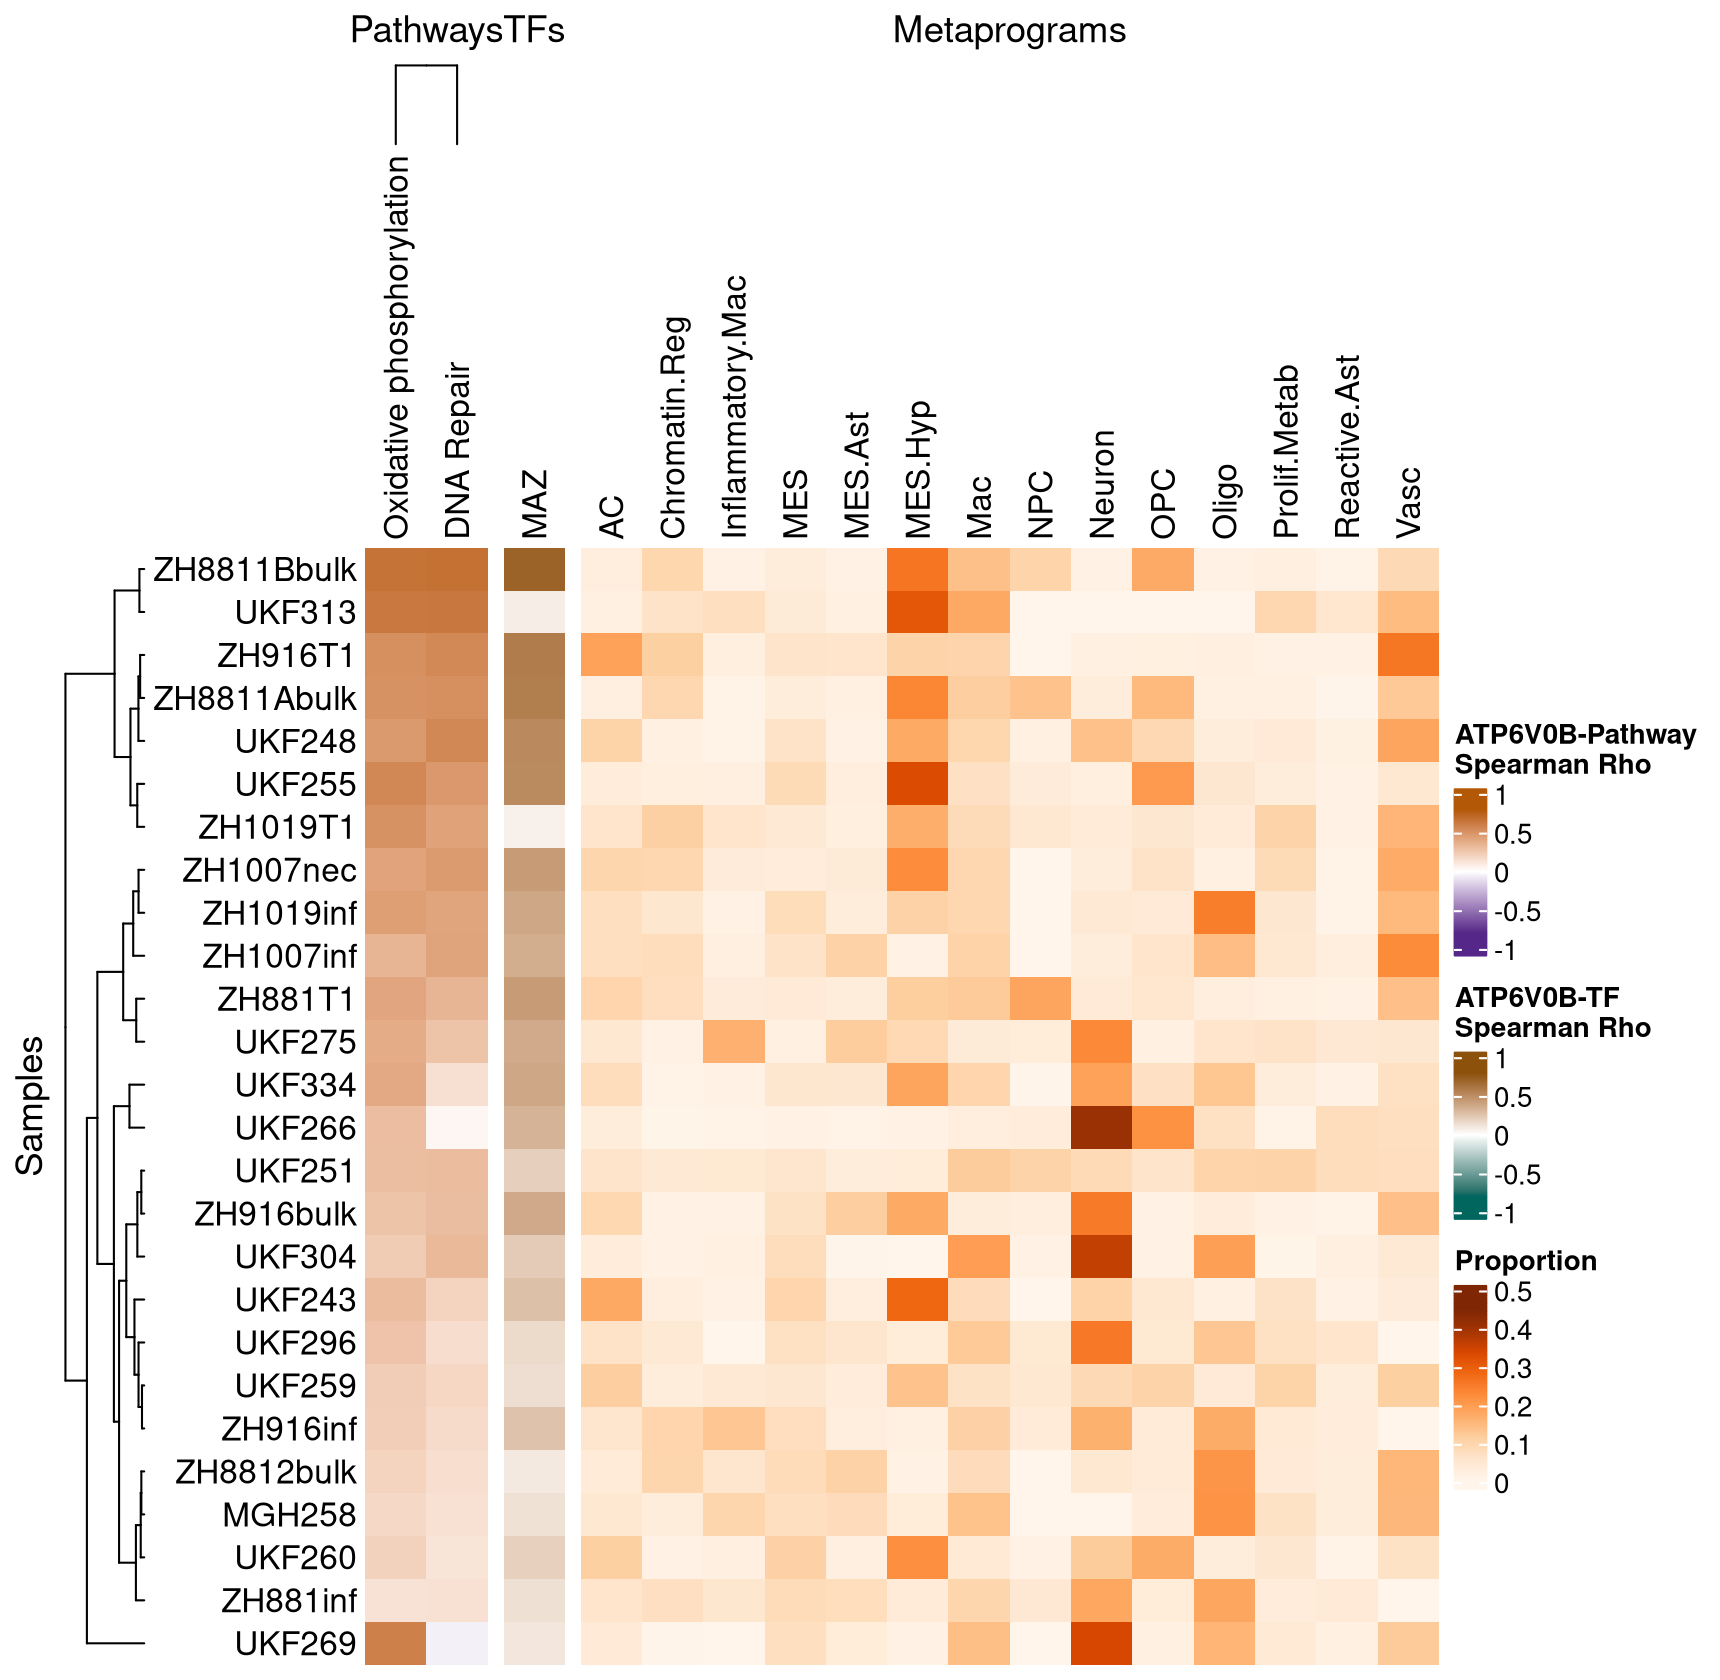 PathwaysTFs
Metaprograms
Oxidative phosphorylation
DNA Repair
MAZ
AC
Chromatin.Reg
Inflammatory.Mac
MES
MES.Ast
MES.Hyp
Mac
NPC
Neuron
OPC
Oligo
Prolif.Metab
Reactive.Ast
Vasc
Samples
ZH8811Bbulk
UKF313
ZH916T1
ZH8811Abulk
UKF248
UKF255
ZH1019T1
ZH1007nec
ZH1019inf
ZH1007inf
ZH881T1
UKF275
UKF334
UKF266
UKF251
ZH916bulk
UKF304
UKF243
UKF296
UKF259
ZH916inf
ZH8812bulk
MGH258
UKF260
ZH881inf
UKF269
ATP6V0B-Pathway
Spearman Rho
1
0.5
0
-0.5
-1
ATP6V0B-TF
Spearman Rho
1
0.5
0
-0.5
-1
Proportion
0.5
0.4
0.3
0.2
0.1
0